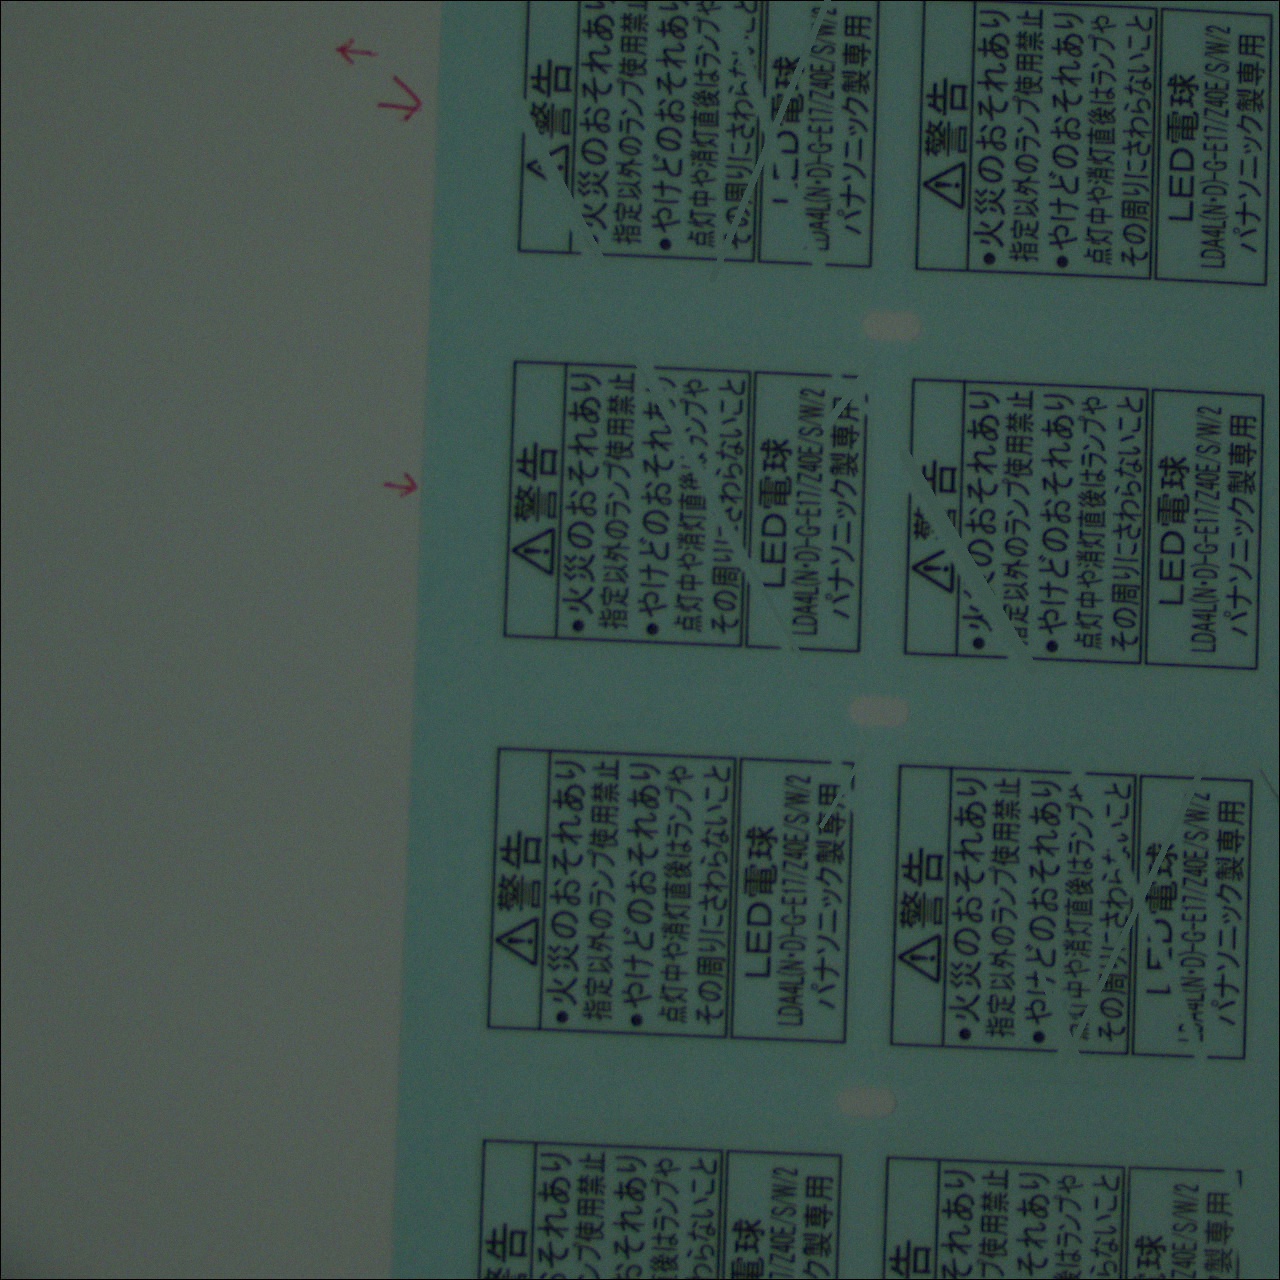 警告
それあり
ンプ使用禁止
おそれあり
後はランプや
わらないこと
電球
/Z40E/S/W/2
ク製専用
⚠警告
●火災のおそれあり
指定以外のランプ使用禁止
●やけどのおそれあり
点灯中や消灯直後はランプや
その周りにさわらないこと
LED電球
LDA4L(N・D)-G-E17/Z40E/S/W/2
パナソニック製専用
⚠警告
●火災のおそれあり
指定以外のランプ使用禁止
●やけどのおそれ
点灯中や消灯直 ランプや
その周 さわらないこと
LED電球
LDA4L(N・D)-G-E17/Z40E/S/W/2
パナソニック製専用
警告
火災のおそれあり
指定以外のランプ使用禁止
●やけどのおそれあり
点灯中や消灯直後はランプや
その周りにさわらないこと
ED電球
DA4L(N・D)-G-E17/Z40E/S/W/2
パナソニック製専用
告
それあり
プ使用禁止
それあり
はランプや
らないこと
球
Z40E/S/W/2
製専用
⚠警告
●火災のおそれあり
指定以外のランプ使用禁止
●やけどのおそれあり
中や消灯直後はランプ
その周 さわら いこと
L D電球
A4L(N・D)-G-E17/Z40E/S/W/2
パナソニック製専用
⚠警告
●火 のおそれあり
定以外のランプ使用禁止
●やけどのおそれあり
点灯中や消灯直後はランプや
その周りにさわらないこと
LED電球
LDA4L(N・D)-G-E17/Z40E/S/W/2
パナソニック製専用
⚠警告
●火災のおそれあり
指定以外のランプ使用禁止
●やけどのおそれあり
点灯中や消灯直後はランプや
その周りにさわらないこと
LED電球
LDA4L(N・D)-G-E17/Z40E/S/W/2
パナソニック製専用